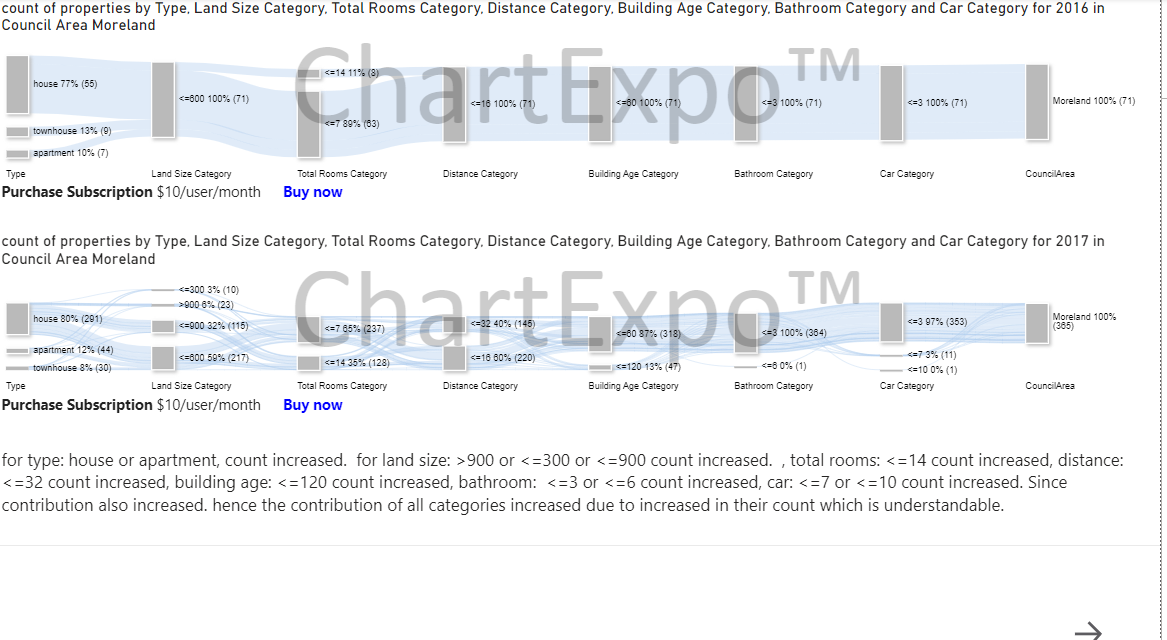 count of properties by Type, Land Size Category, Total Rooms Category, Distance Category, Building Age Category, Bathroom Category and Car Category for 2016 in
Council Area Moreland
ChartExpo™
house 77% (55)
townhouse 13% (9)
apartment 10% (7)
<=600 100% (71)
<=14 11% (8)
<=7 89% (63)
<=16 100% (71)
<=60 100% (71)
<=3 100% (71)
<=3 100% (71)
Moreland 100% (71)
Type
Land Size Category
Total Rooms Category
Distance Category
Building Age Category
Bathroom Category
Car Category
CouncilArea
Purchase Subscription $10/user/month Buy now
count of properties by Type, Land Size Category, Total Rooms Category, Distance Category, Building Age Category, Bathroom Category and Car Category for 2017 in
Council Area Moreland
ChartExpo™
house 80% (291)
apartment 12% (44)
townhouse 8% (30)
<=300 3% (10)
>900 6% (23)
<=900 32% (115)
<=600 59% (217)
<=7 65% (237)
<=14 35% (128)
<=32 40% (145)
<=16 60% (220)
<=60 87% (318)
<=120 13% (47)
<=3 100% (364)
<=6 0% (1)
<=3 97% (353)
<=7 3% (11)
<=10 0% (1)
Moreland 100%
(365)
Type
Land Size Category
Total Rooms Category
Distance Category
Building Age Category
Bathroom Category
Car Category
CouncilArea
Purchase Subscription $10/user/month Buy now
for type: house or apartment, count increased. for land size: >900 or <=300 or <=900 count increased. , total rooms: <=14 count increased, distance:
<=32 count increased, building age: <=120 count increased, bathroom: <=3 or <=6 count increased, car: <=7 or <=10 count increased. Since
contribution also increased. hence the contribution of all categories increased due to increased in their count which is understandable.